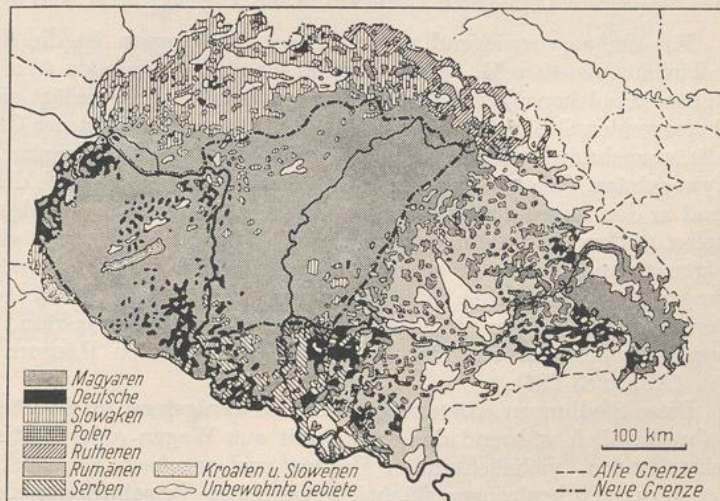 Magyaren
Deutsche
Slowaken
Polen
Ruthenen
Rumänen
Serben
Kroaten u. Slowenen
Unbewohnte Gebiete
100 km
Alte Grenze
Neue Grenze